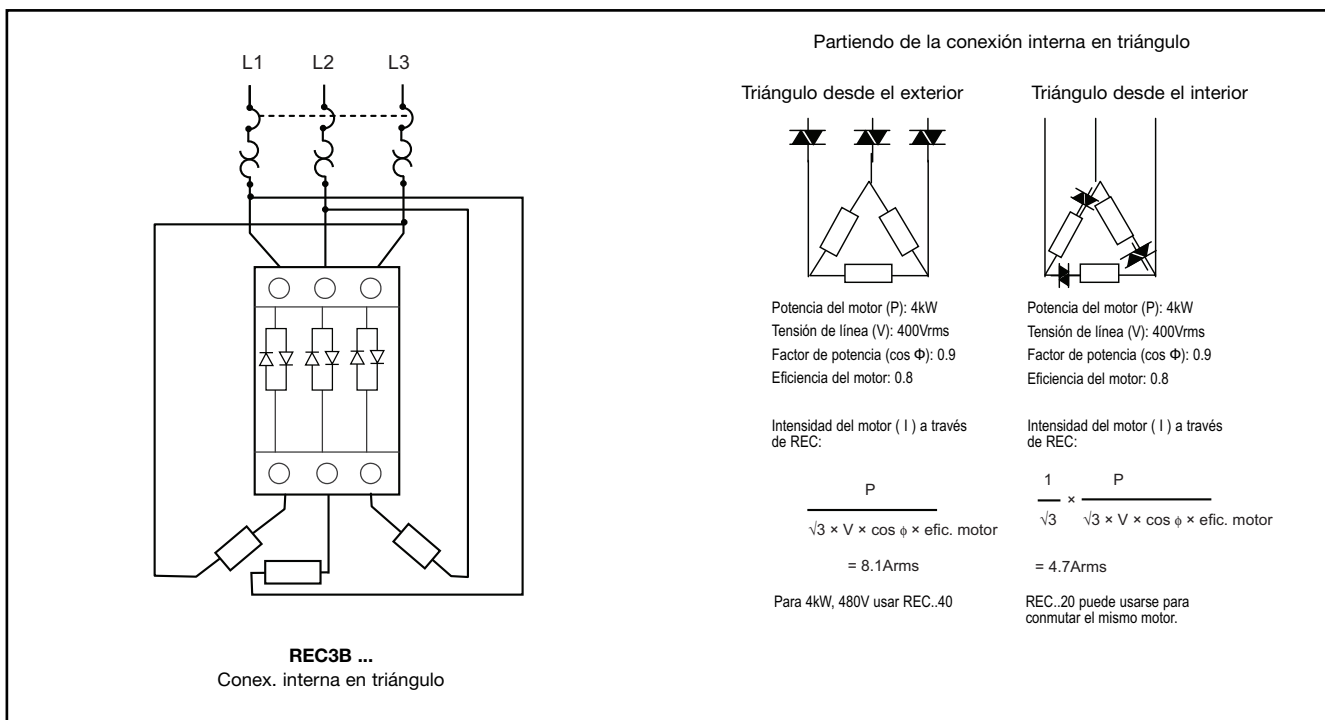 L1 L2 L3
REC3B ...
Conex. interna en triángulo
Partiendo de la conexión interna en triángulo
Triángulo desde el exterior
Potencia del motor (P): 4kW
Tensión de línea (V): 400Vrms
Factor de potencia (cos Φ): 0.9
Eficiencia del motor: 0.8
Intensidad del motor ( I ) a través
de REC:
P
√3 × V × cos ϕ × efic. motor
= 8.1Arms
Para 4kW, 480V usar REC..40
Triángulo desde el interior
Potencia del motor (P): 4kW
Tensión de línea (V): 400Vrms
Factor de potencia (cos Φ): 0.9
Eficiencia del motor: 0.8
Intensidad del motor ( I ) a través
de REC:
1 P
×
√3 √3 × V × cos ϕ × efic. motor
= 4.7Arms
REC..20 puede usarse para
conmutar el mismo motor.